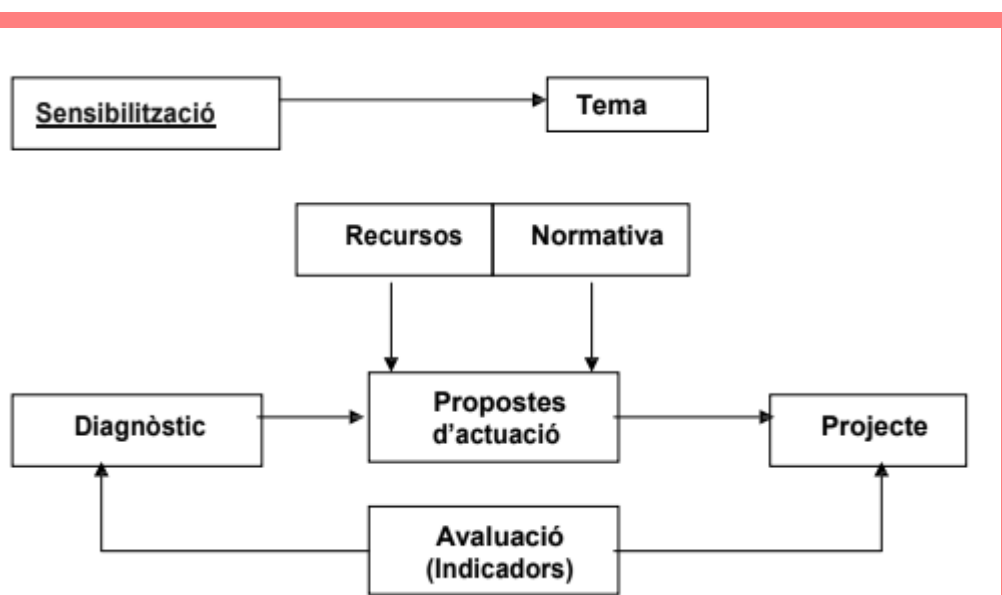 Sensibilització
Tema
Recursos
Normativa
Diagnòstic
Propostes
d'actuació
Projecte
Avaluació
(Indicadors)